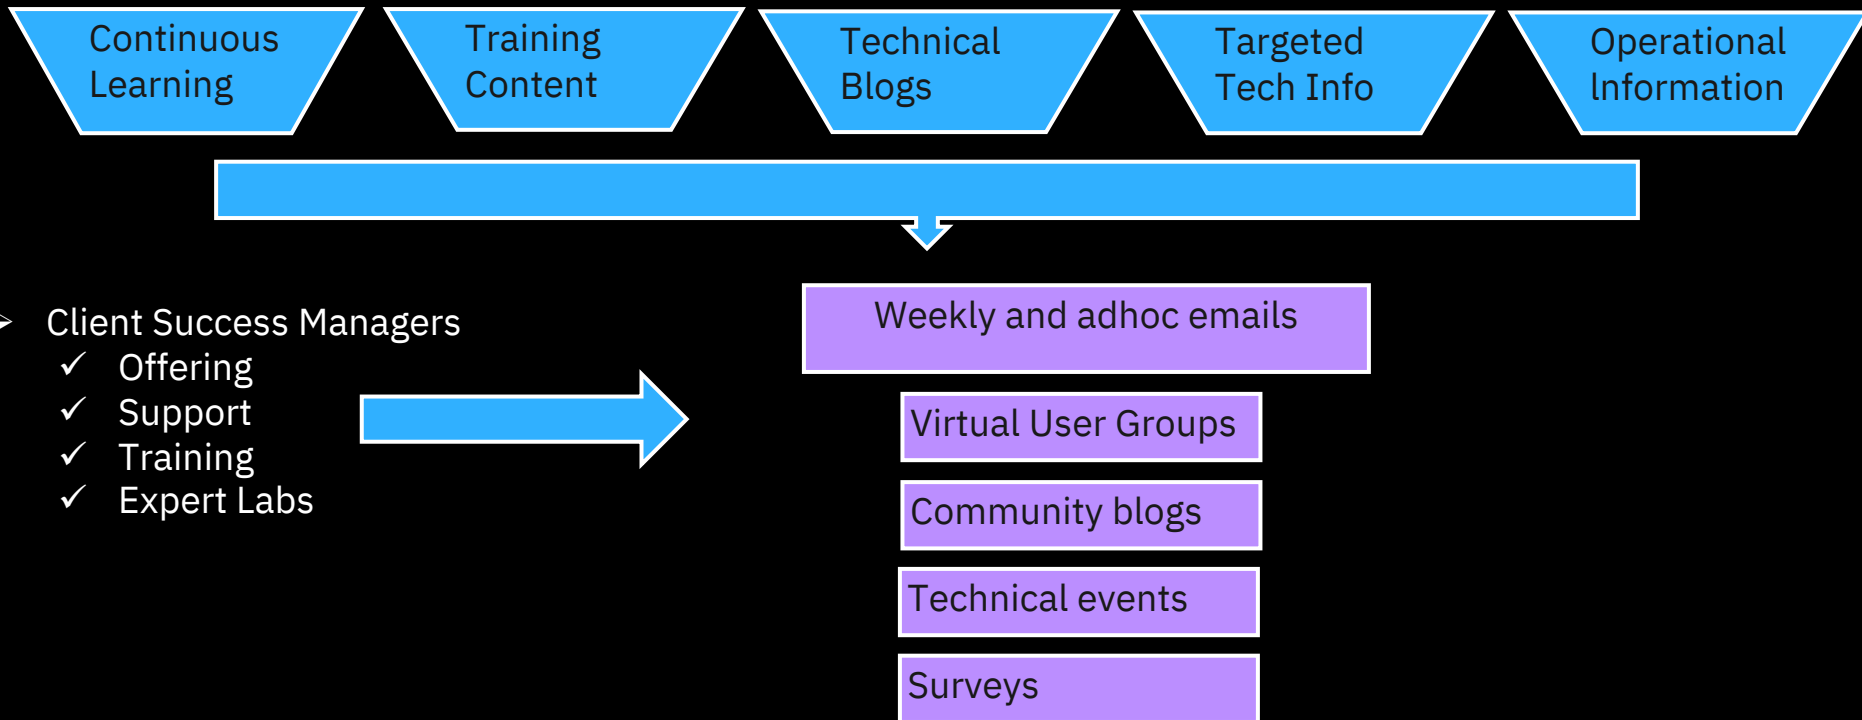 Continuous
Learning
Training
Content
Technical
Blogs
Targeted
Tech Info
Operational
Information
Client Success Managers
Offering
Support
Training
Expert Labs
Weekly and adhoc emails
Virtual User Groups
Community blogs
Technical events
Surveys